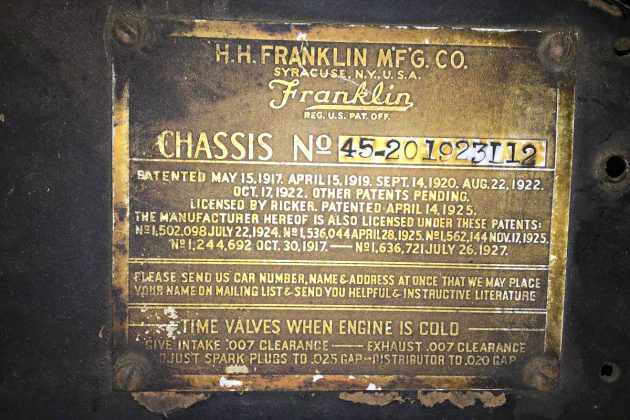 H.H. FRANKLIN M'F'G. CO.
SYRACUSE, N.Y., U.S.A.
Franklin
REG. U.S. PAT. OFF.
CHASSIS No 45-201923I12
PATENTED MAY 15, 1917. APRIL 15, 1919. SEPT. 14, 1920. AUG. 22, 1922.
OCT. 17, 1922. OTHER PATENTS PENDING.
LICENSED BY RICKER. PATENTED APRIL 14, 1925.
THE MANUFACTURER HEREOF IS ALSO LICENSED UNDER THESE PATENTS:
No 1,502,098 JULY 22, 1924. No 1,536,044 APRIL 28, 1925. No 1,562,144 NOV. 17, 1925.
No 1,244,692 OCT. 30, 1917. — No 1,636,721 JULY 26, 1927.
PLEASE SEND US CAR NUMBER, NAME & ADDRESS AT ONCE THAT WE MAY PLACE
YOUR NAME ON MAILING LIST & SEND YOU HELPFUL & INSTRUCTIVE LITERATURE
TIME VALVES WHEN ENGINE IS COLD
GIVE INTAKE .007 CLEARANCE — EXHAUST .007 CLEARANCE
ADJUST SPARK PLUGS TO .025 GAP - DISTRIBUTOR TO .020 GAP